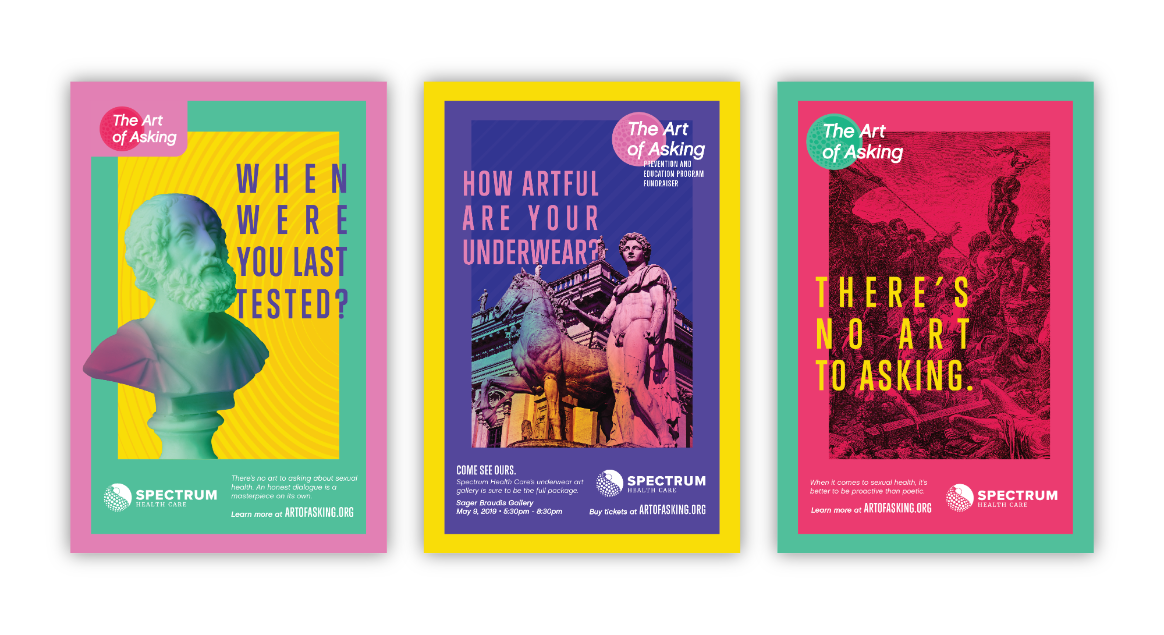 The Art
of Asking
WHEN
WERE
YOU LAST
TESTED?
There's no art to asking about sexual
health. An honest dialogue is a
masterpiece on its own.
SPECTRUM
HEALTH CARE
Learn more at ARTOFASKING.ORG
The Art
of Asking
PREVENTION AND
EDUCATION PROGRAM
FUNDRAISER
HOW ARTFUL
ARE YOUR
UNDERWEAR?
COME SEE OURS.
Spectrum Health Care's underwear art
gallery is sure to be the full package.
Sager Braudis Gallery
May 9, 2019 • 5:30pm - 8:30pm
SPECTRUM
HEALTH CARE
Buy tickets at ARTOFASKING.ORG
The Art
of Asking
THERE'S
NO ART
TO ASKING.
When it comes to sexual health, it's
better to be proactive than poetic.
Learn more at ARTOFASKING.ORG
SPECTRUM
HEALTH CARE